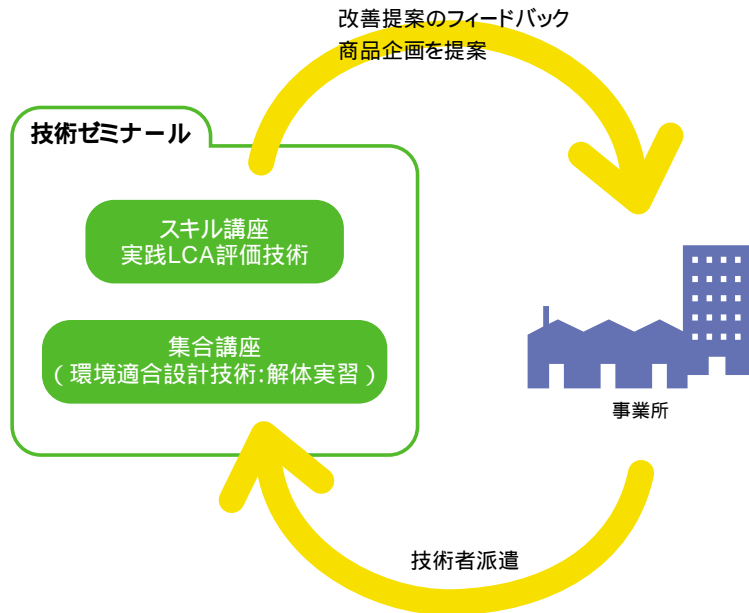 改善提案のフィードバック
商品企画を提案
技術ゼミナール
スキル講座
実践LCA評価技術
集合講座
(環境適合設計技術:解体実習)
事業所
技術者派遣